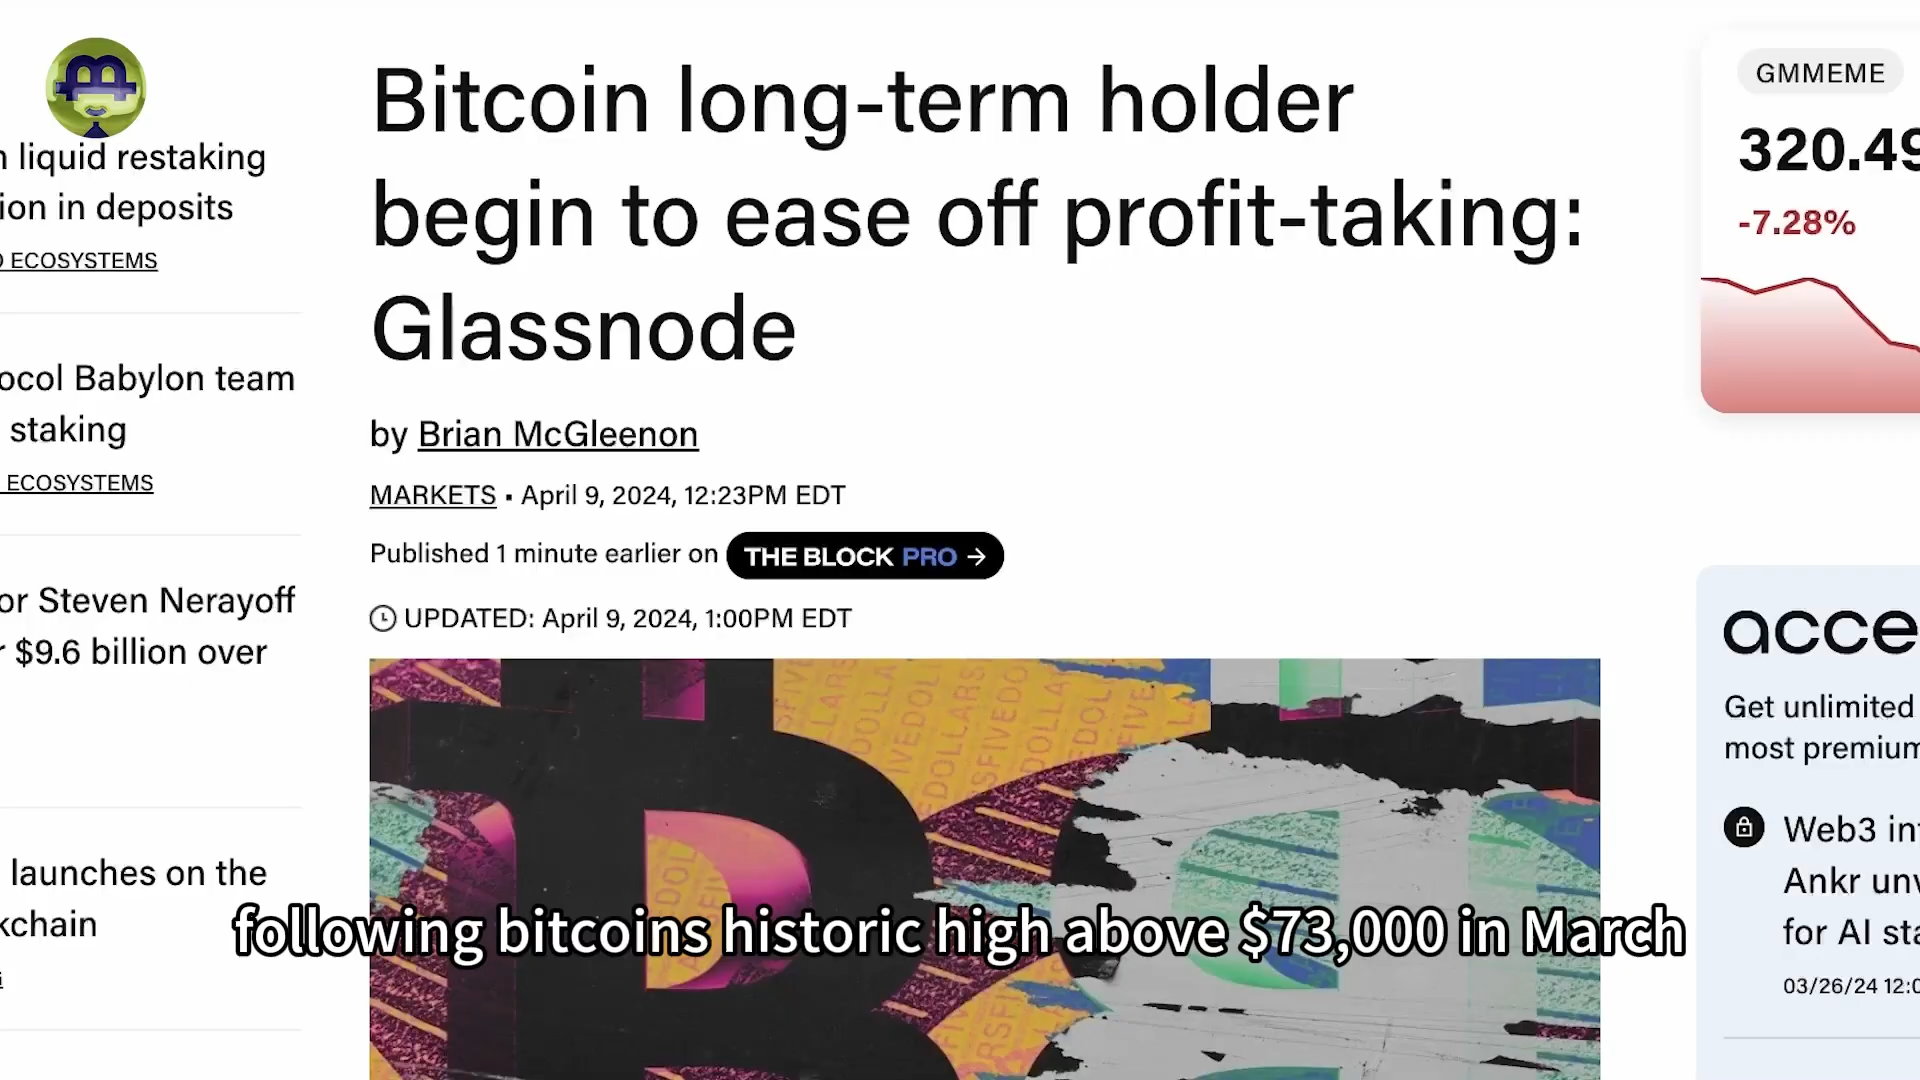 liquid restaking
ion in deposits
ECOSYSTEMS
ocol Babylon team
staking
ECOSYSTEMS
or Steven Nerayoff
$9.6 billion over
launches on the
kchain
Bitcoin long-term holder
begin to ease off profit-taking:
Glassnode
by Brian McGleenon
MARKETS • April 9, 2024, 12:23PM EDT
Published 1 minute earlier on THE BLOCK PRO →
UPDATED: April 9, 2024, 1:00PM EDT
following bitcoins historic high above $73,000 in March
GMMEME
320.49
-7.28%
acce
Get unlimited
most premium
Web3 in
Ankr unv
for AI sta
03/26/24 12:0